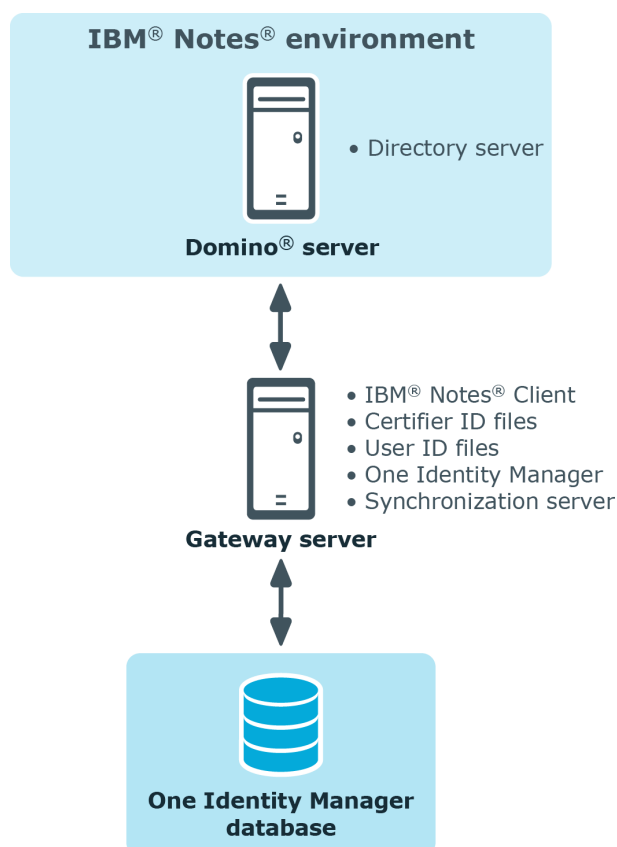 IBM® Notes® environment
• Directory server
Domino® server
• IBM® Notes® Client
• Certifier ID files
• User ID files
• One Identity Manager
• Synchronization server
Gateway server
One Identity Manager
database